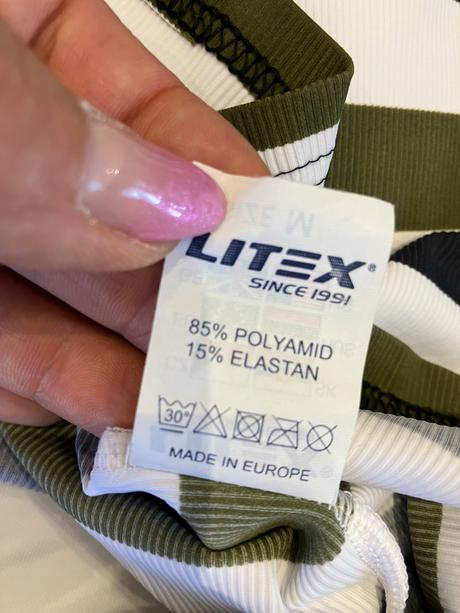 LITEX®
SINCE 1991
85% POLYAMID
15% ELASTAN
30°
MADE IN EUROPE